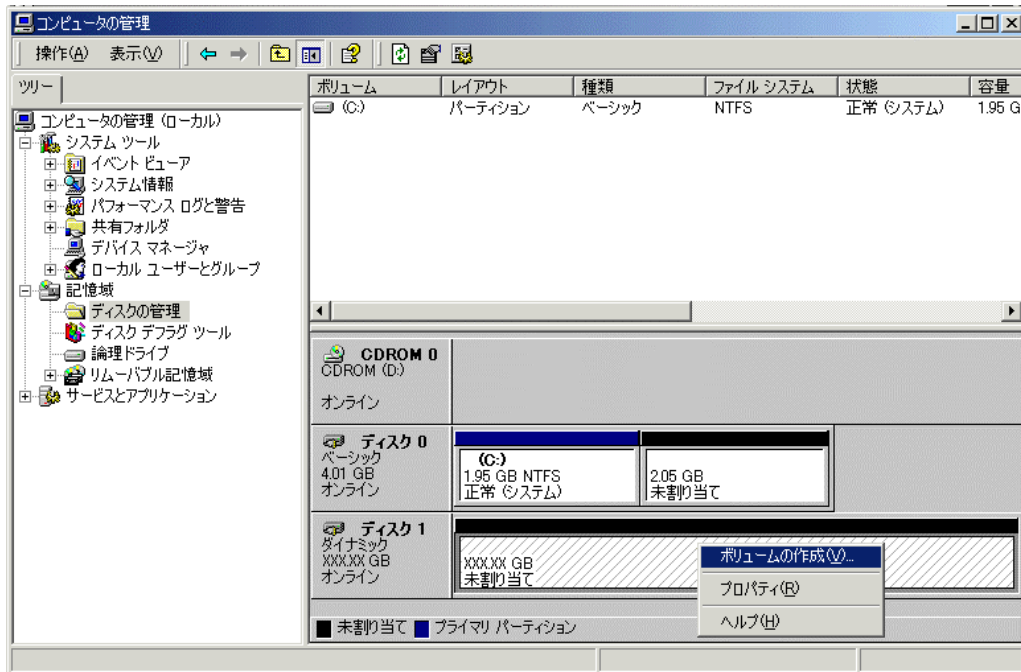 コンピュータの管理
操作(A) 表示(V)
ツリー
コンピュータの管理 (ローカル)
システム ツール
イベント ビューア
システム情報
パフォーマンス ログと警告
共有フォルダ
デバイス マネージャ
ローカル ユーザーとグループ
記憶域
ディスクの管理
ディスク デフラグ ツール
論理ドライブ
リムーバブル記憶域
サービスとアプリケーション
ボリューム レイアウト 種類 ファイル システム 状態 容量
(C:) パーティション ベーシック NTFS 正常 (システム) 1.95 G
CDROM 0
CDROM (D:)
オンライン
ディスク 0
ベーシック
4.01 GB
オンライン
(C:)
1.95 GB NTFS
正常 (システム)
2.05 GB
未割り当て
ディスク 1
ダイナミック
XXX.XX GB
オンライン
XXX.XX GB
未割り当て
ボリュームの作成(V)...
プロパティ(R)
ヘルプ(H)
未割り当て プライマリ パーティション